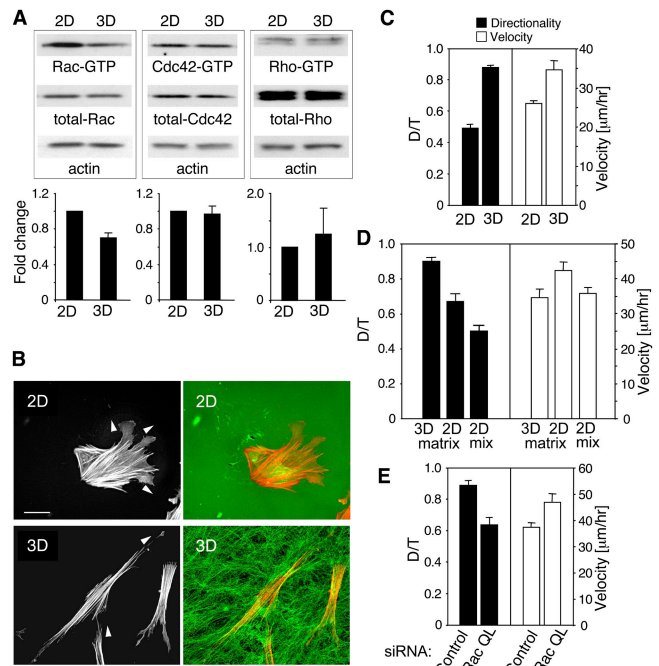 A
2D 3D 2D 3D 2D 3D
Rac-GTP Cdc42-GTP Rho-GTP
total-Rac total-Cdc42 total-Rho
actin actin actin
Fold change
1.2 1.2 2.0
0.8 0.8
1.0
0.4 0.4
0 0 0
2D 3D 2D 3D 2D 3D
B
2D 2D
3D 3D
C
Directionality
Velocity
D/T
1.0 0.8 0.6 0.4 0.2 0
Velocity [µm/hr]
40 30 20 10 0
2D 3D 2D 3D
D
D/T
1.0 0.8 0.6 0.4 0.2 0
Velocity [µm/hr]
50 40 30 20 10 0
3D 2D 2D 3D 2D 2D
matrix mix matrix mix
E
D/T
1.0 0.8 0.6 0.4 0.2 0
Velocity [µm/hr]
60 50 40 30 20 10 0
siRNA: Control Rac QL Control Rac QL